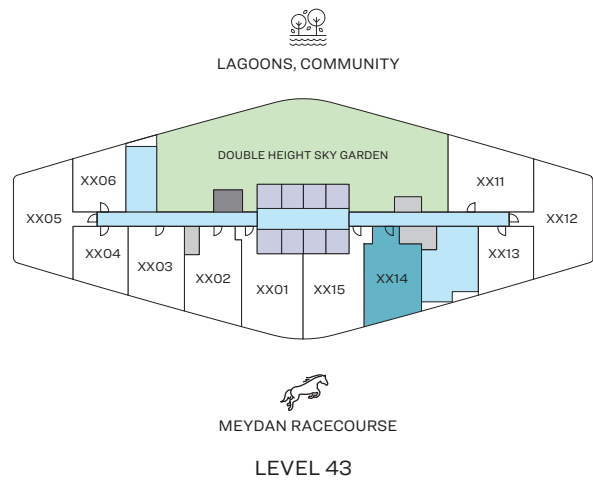 LAGOONS, COMMUNITY
DOUBLE HEIGHT SKY GARDEN
XX06
XX11
XX05
XX12
XX04
XX03
XX02
XX01
XX15
XX14
XX13
MEYDAN RACECOURSE
LEVEL 43